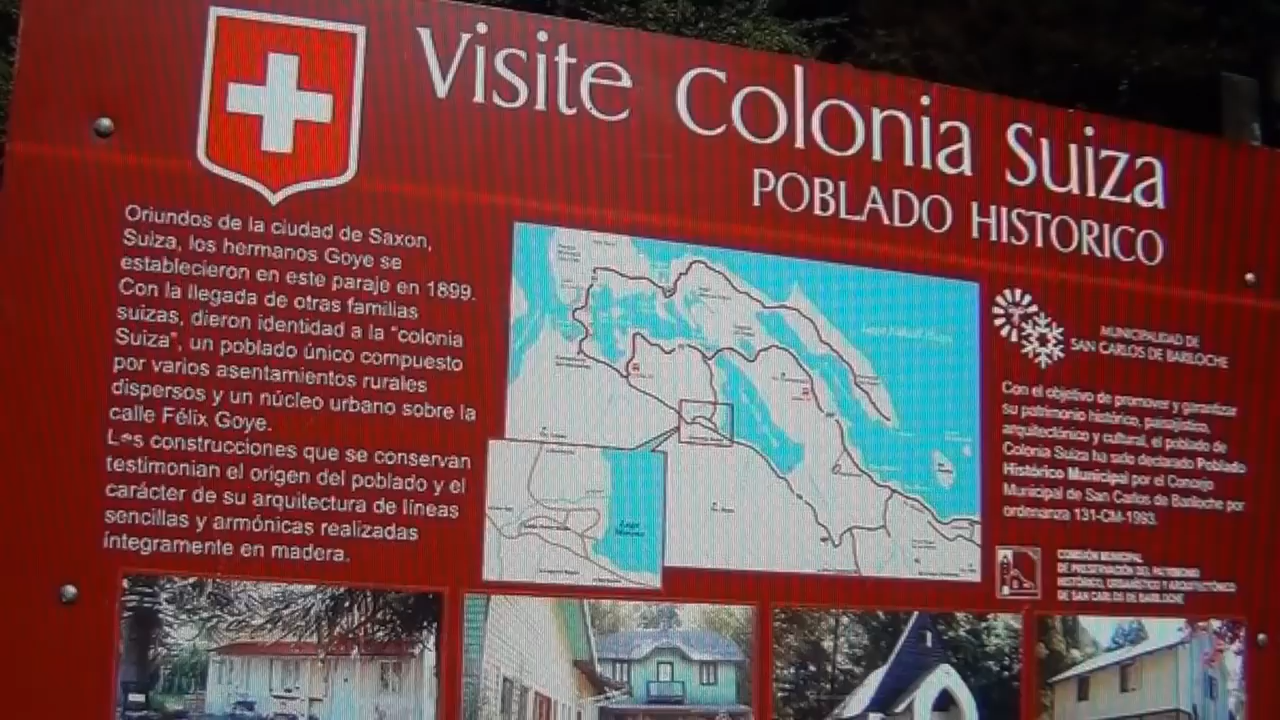 Visite Colonia Suiza
POBLADO HISTORICO
Oriundos de la ciudad de Saxon,
Suiza, los hermanos Goye se
establecieron en este paraje en 1899.
Con la llegada de otras familias
suizas, dieron identidad a la "colonia
Suiza", un poblado único compuesto
por varios asentamientos rurales
dispersos y un núcleo urbano sobre la
calle Félix Goye.
Las construcciones que se conservan
testimonian el origen del poblado y el
carácter de su arquitectura de líneas
sencillas y armónicas realizadas
íntegramente en madera.
MUNICIPALIDAD DE
SAN CARLOS DE BARILOCHE
Con el objetivo de promover y garantizar
su patrimonio histórico, paisajístico,
arquitectónico y cultural, el poblado de
Colonia Suiza ha sido declarado Poblado
Histórico Municipal por el Concejo
Municipal de San Carlos de Bariloche por
ordenanza 131-CM-1993.
COMISIÓN MUNICIPAL
DE PRESERVACIÓN DEL PATRIMONIO
HISTÓRICO, URBANÍSTICO Y ARQUITECTÓNICO
DE SAN CARLOS DE BARILOCHE
Lago Nahuel Huapi
Lago
Moreno